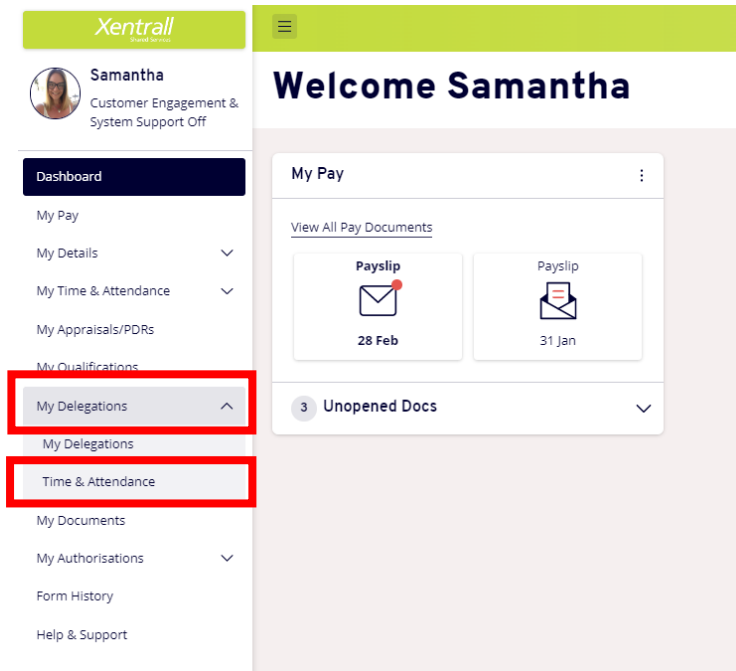 Xentrall
Shared Services
Samantha
Customer Engagement &
System Support Off
Dashboard
My Pay
My Details
My Time & Attendance
My Appraisals/PDRs
My Qualifications
My Delegations
My Delegations
Time & Attendance
My Documents
My Authorisations
Form History
Help & Support
Welcome Samantha
My Pay
View All Pay Documents
Payslip
28 Feb
Payslip
31 Jan
3 Unopened Docs